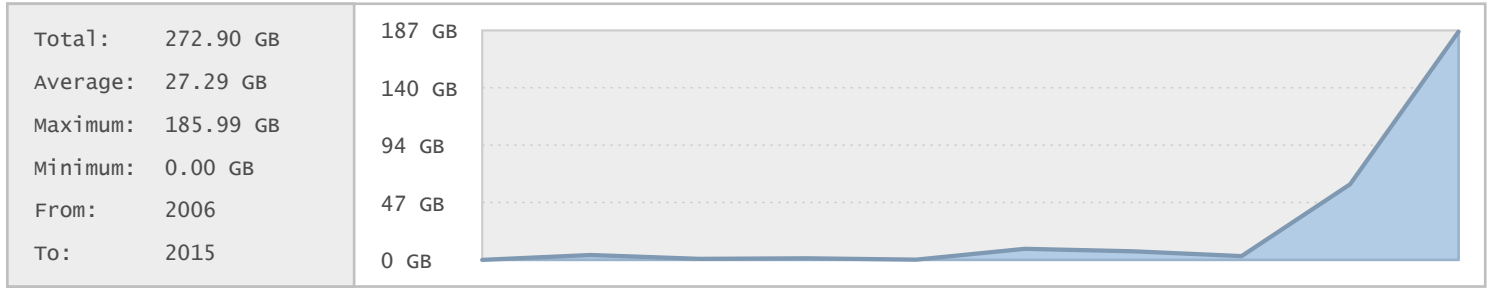 Total: 272.90 GB
Average: 27.29 GB
Maximum: 185.99 GB
Minimum: 0.00 GB
From: 2006
To: 2015
187 GB
140 GB
94 GB
47 GB
0 GB